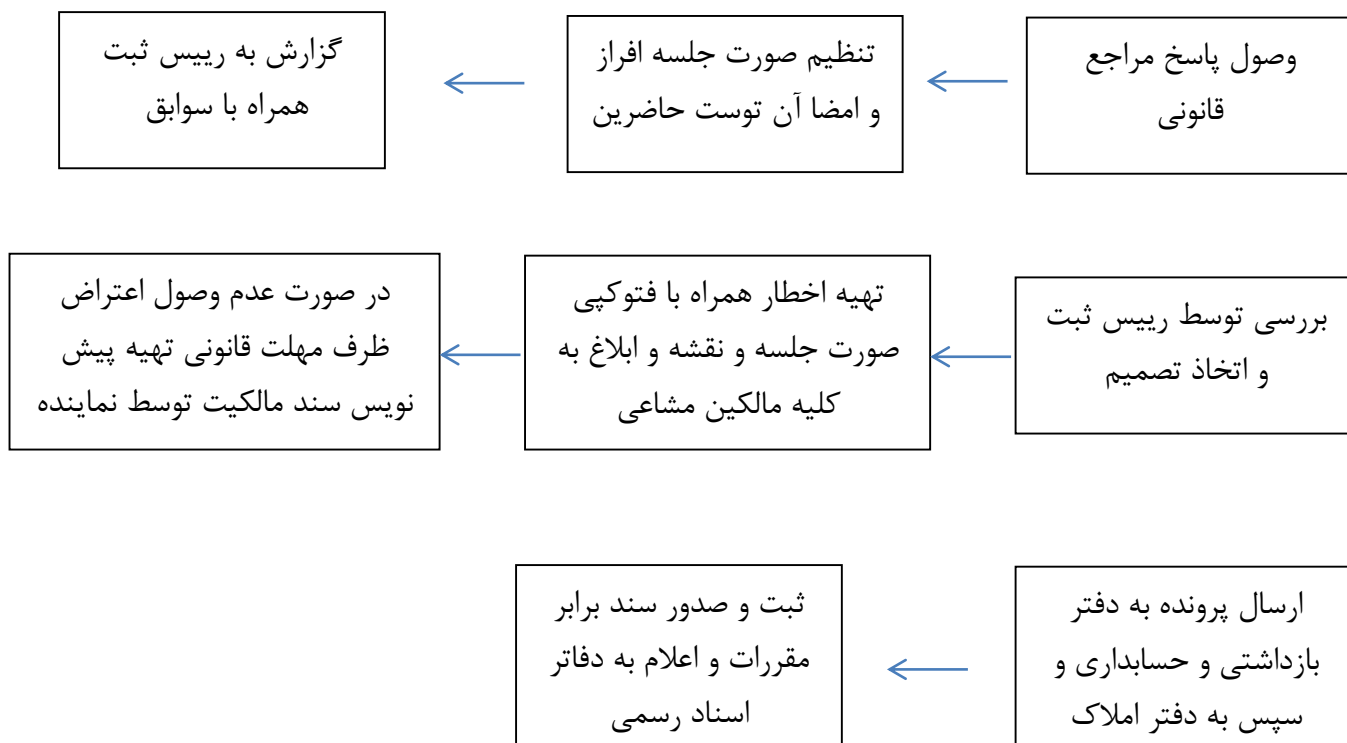 وصول پاسخ مراجع
قانونی
تنظیم صورت جلسه افراز
و امضا آن توست حاضرین
گزارش به رییس ثبت
همراه با سوابق
بررسی توسط رییس ثبت
و اتخاذ تصمیم
تهیه اخطار همراه با فتوکپی
صورت جلسه و نقشه و ابلاغ به
کلیه مالکین مشاعی
در صورت عدم وصول اعتراض
ظرف مهلت قانونی تهیه پیش
نویس سند مالکیت توسط نماینده
ارسال پرونده به دفتر
بازداشتی و حسابداری و
سپس به دفتر املاک
ثبت و صدور سند برابر
مقررات و اعلام به دفاتر
اسناد رسمی